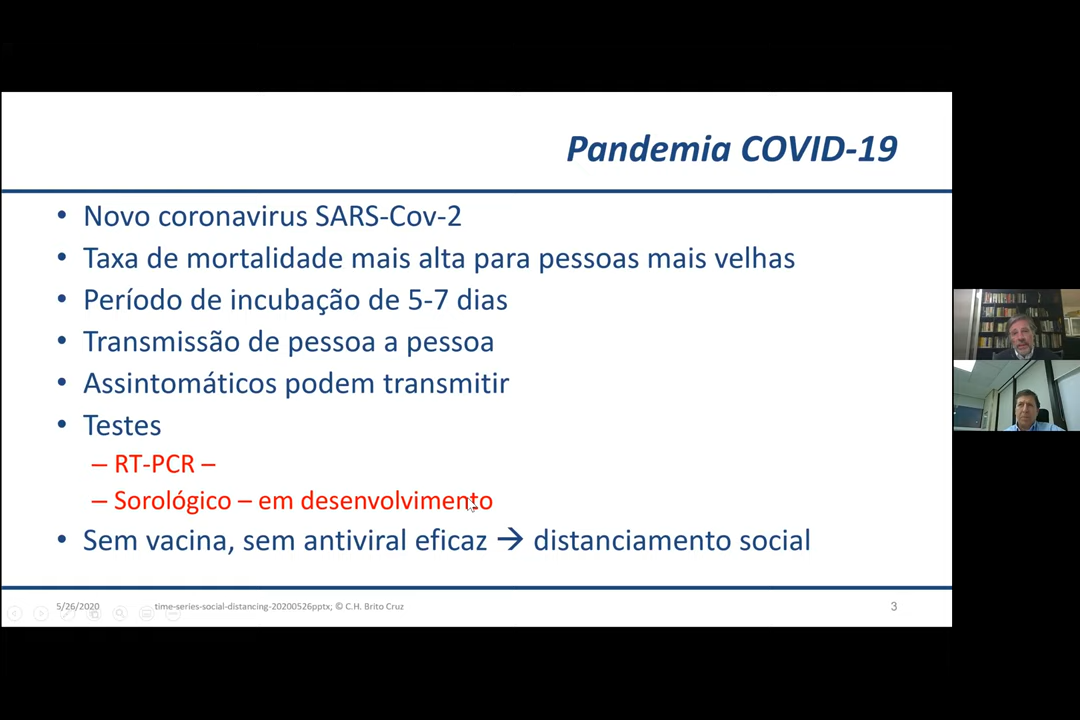 Pandemia COVID-19
• Novo coronavirus SARS-Cov-2
• Taxa de mortalidade mais alta para pessoas mais velhas
• Período de incubação de 5-7 dias
• Transmissão de pessoa a pessoa
• Assintomáticos podem transmitir
• Testes
– RT-PCR –
– Sorológico – em desenvolvimento
• Sem vacina, sem antiviral eficaz → distanciamento social
5/26/2020 time-series-social-distancing-20200526pptx; © C.H. Brito Cruz 3